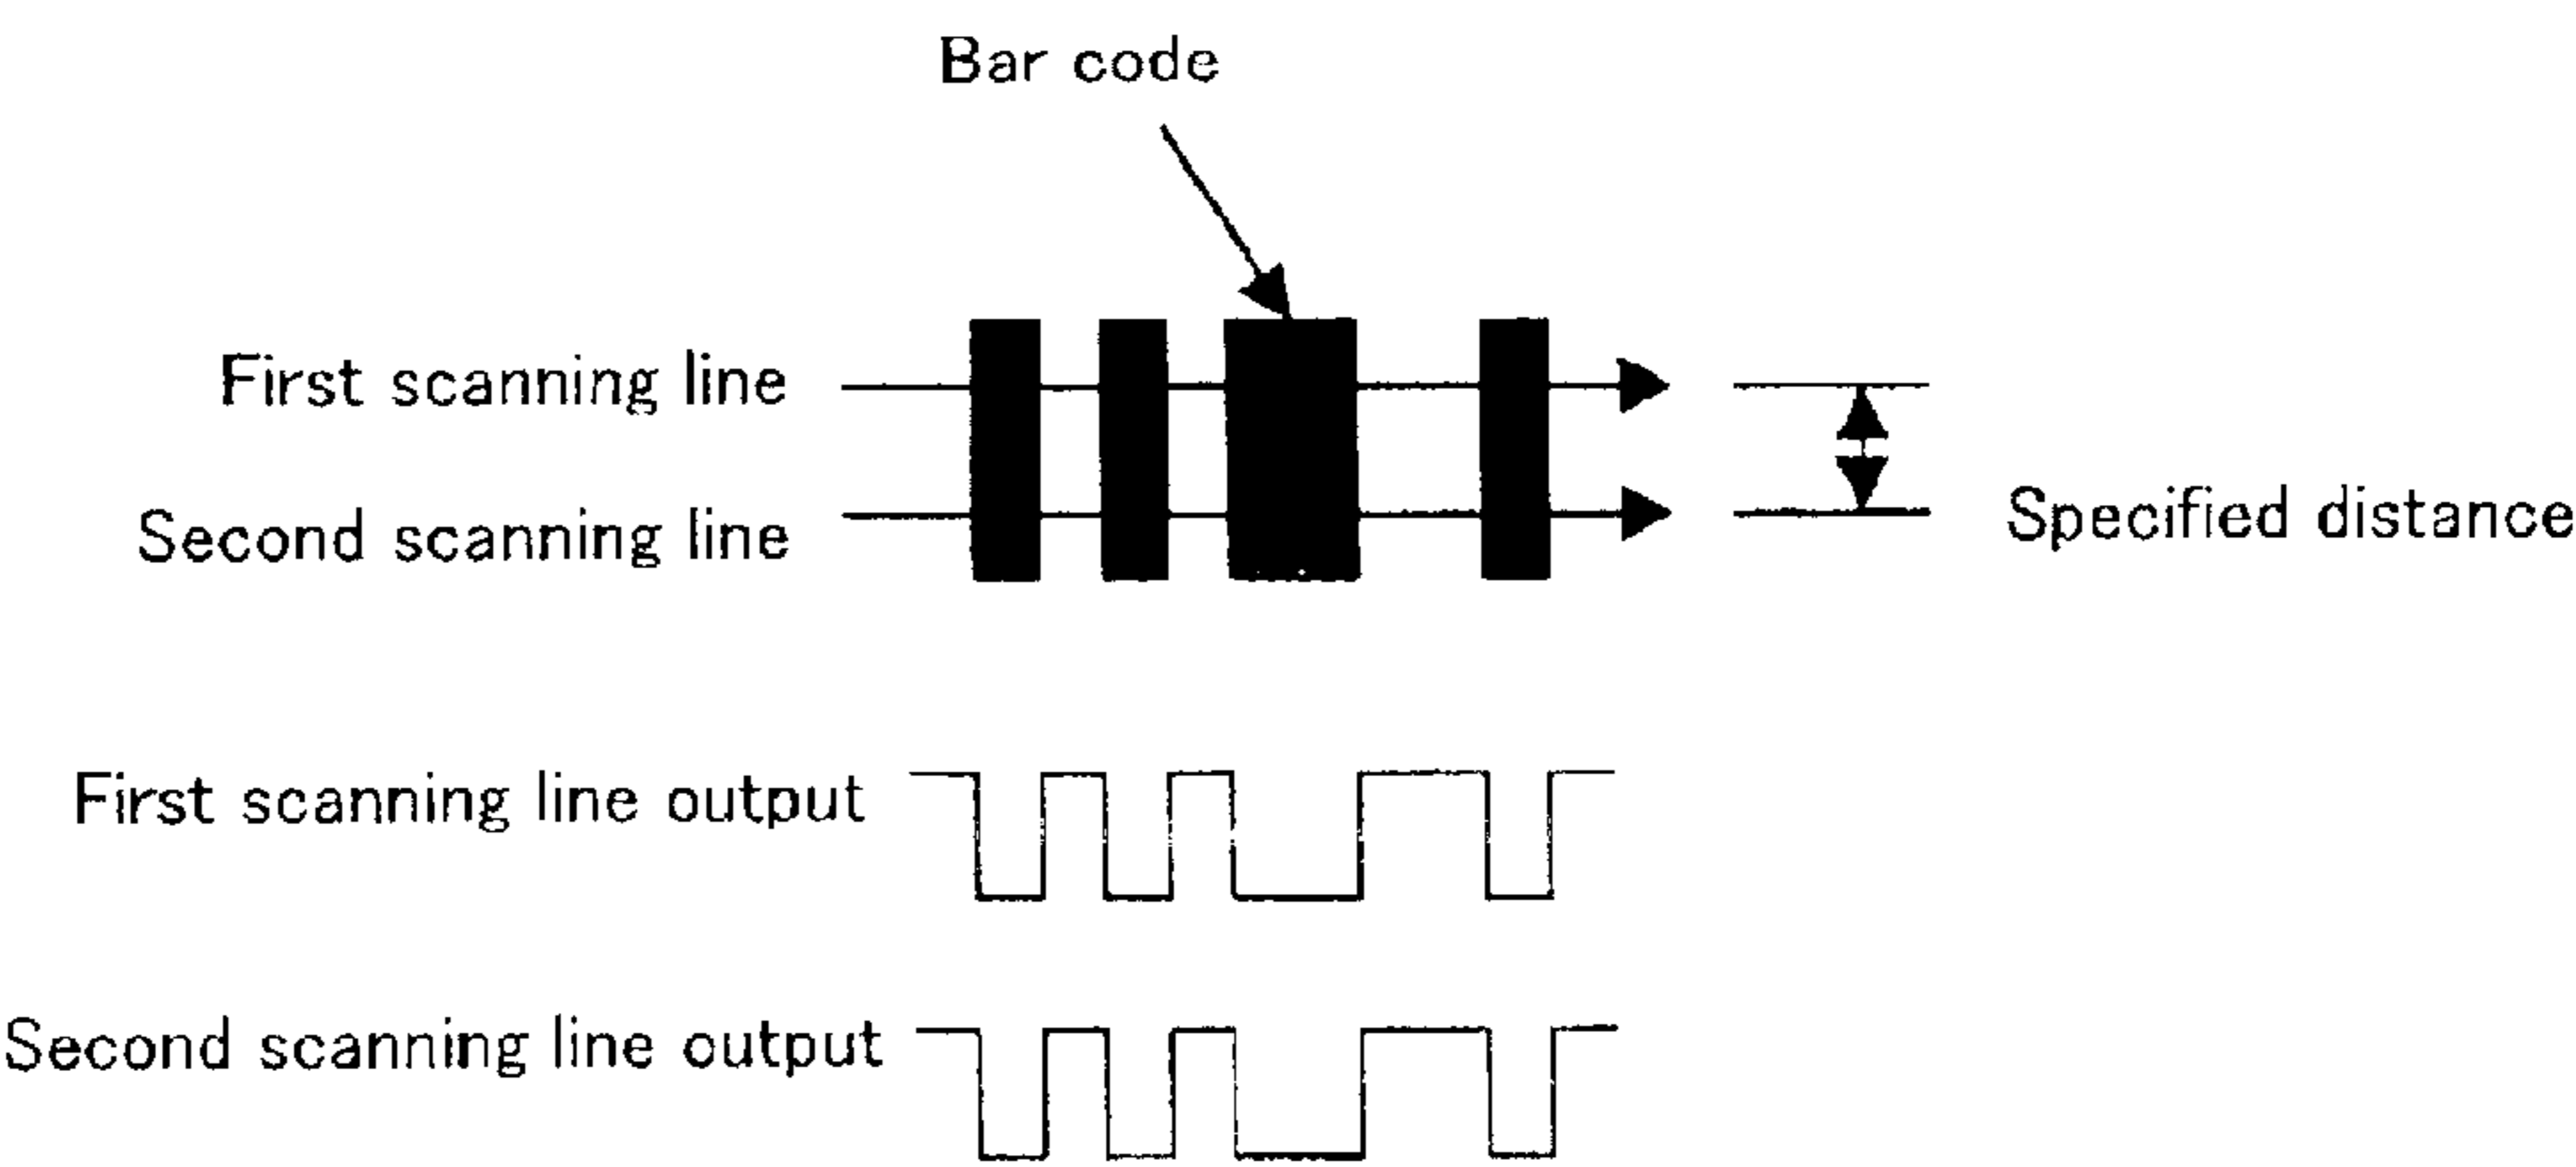 Bar code
First scanning line
Second scanning line
Specified distance
First scanning line output
Second scanning line output